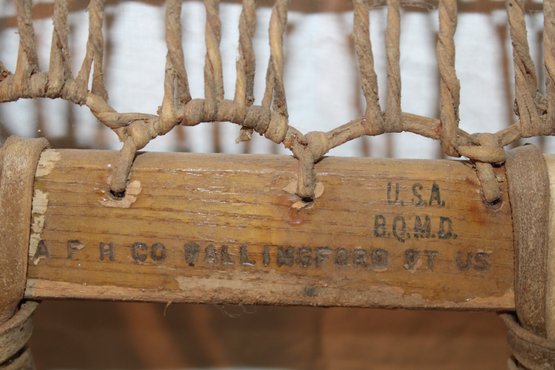 U.S.A.
B.Q.M.D.
A F H CO WALLINGFORD VT US